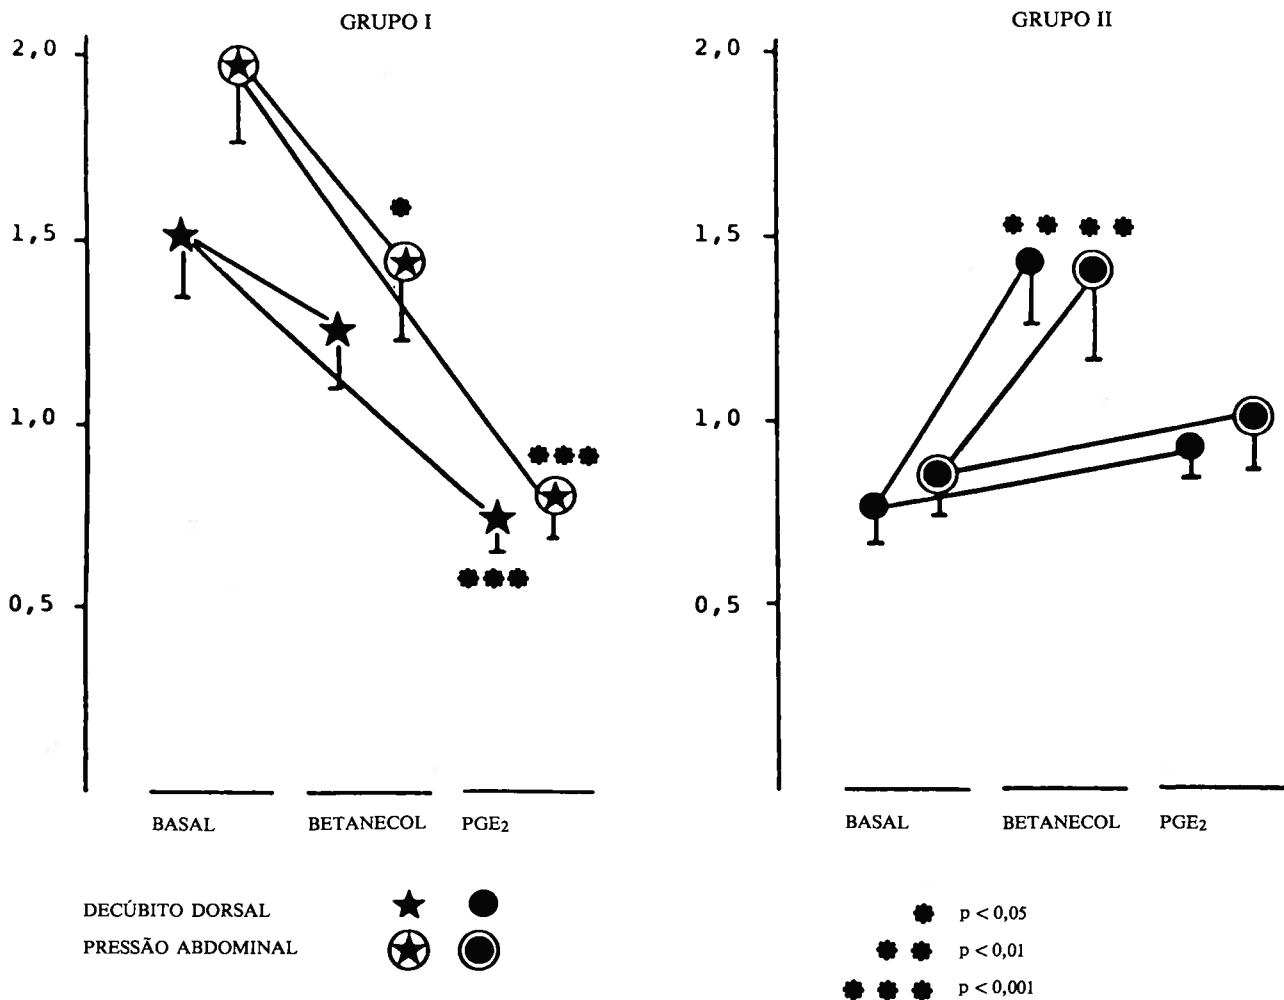 GRUPO I
2,0
1,5
1,0
0,5
BASAL BETANECOL PGE₂
GRUPO II
2,0
1,5
1,0
0,5
BASAL BETANECOL PGE₂
DECÚBITO DORSAL
PRESSÃO ABDOMINAL
p < 0,05
p < 0,01
p < 0,001